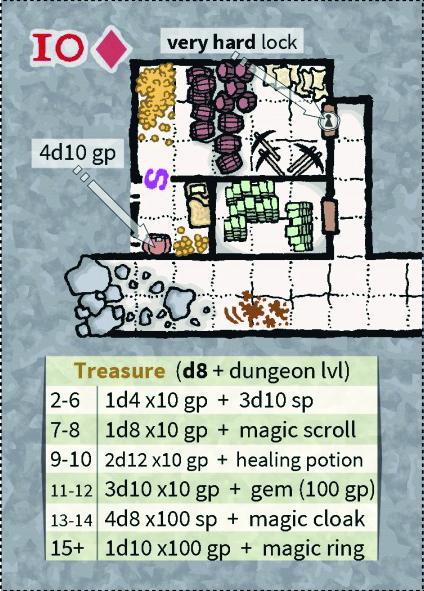 10♦
very hard lock
4d10 gp
S
Treasure (d8 + dungeon lvl)
2-6 1d4 x10 gp + 3d10 sp
7-8 1d8 x10 gp + magic scroll
9-10 2d12 x10 gp + healing potion
11-12 3d10 x10 gp + gem (100 gp)
13-14 4d8 x100 sp + magic cloak
15+ 1d10 x100 gp + magic ring